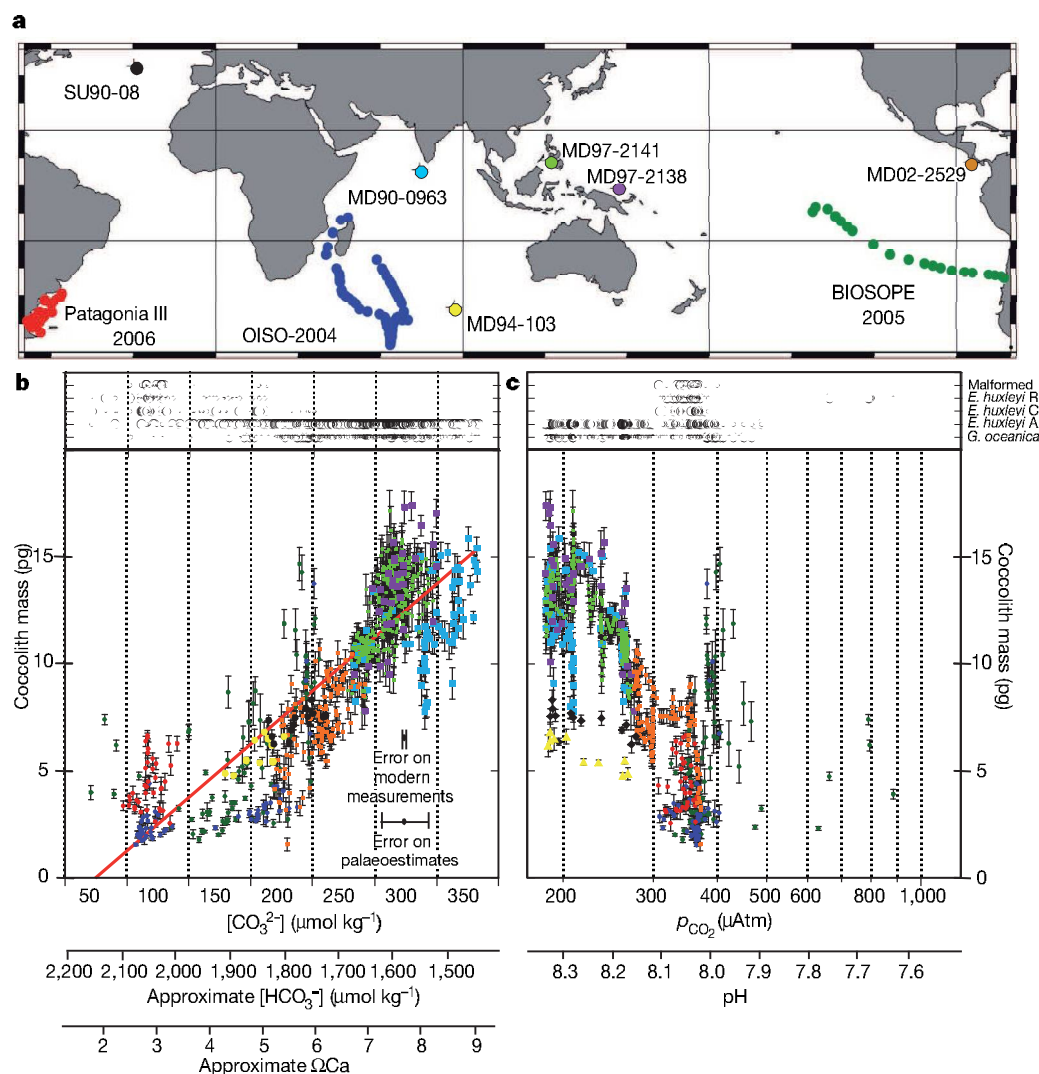 a
SU90-08
MD90-0963
MD97-2141
MD97-2138
MD02-2529
Patagonia III
2006
OISO-2004
MD94-103
BIOSOPE
2005
b
c
Malformed
E. huxleyi R
E. huxleyi C
E. huxleyi A
G. oceanica
Coccolith mass (pg)
15
10
5
0
Error on
modern
measurements
Error on
palaeoestimates
50 100 150 200 250 300 350
[CO₃²⁻] (μmol kg⁻¹)
2,200 2,100 2,000 1,900 1,800 1,700 1,600 1,500
Approximate [HCO₃⁻] (μmol kg⁻¹)
2 3 4 5 6 7 8 9
Approximate ΩCa
15
10
5
0
Coccolith mass (pg)
200 300 400 500 600 800 1,000
pCO₂ (μAtm)
8.3 8.2 8.1 8.0 7.9 7.8 7.7 7.6
pH